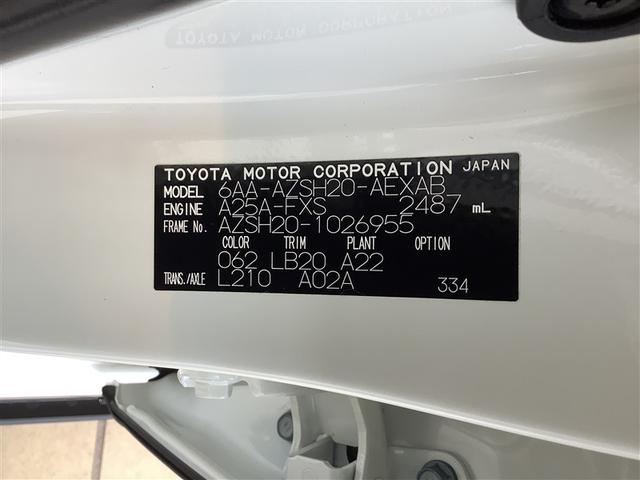 TOYOTA MOTOR CORPORATION JAPAN
MODEL 6AA-AZSH20-AEXAB
ENGINE A25A-FXS 2487 mL
FRAME No. AZSH20-1026955
COLOR TRIM PLANT OPTION
062 LB20 A22
TRANS./AXLE L210 A02A 334